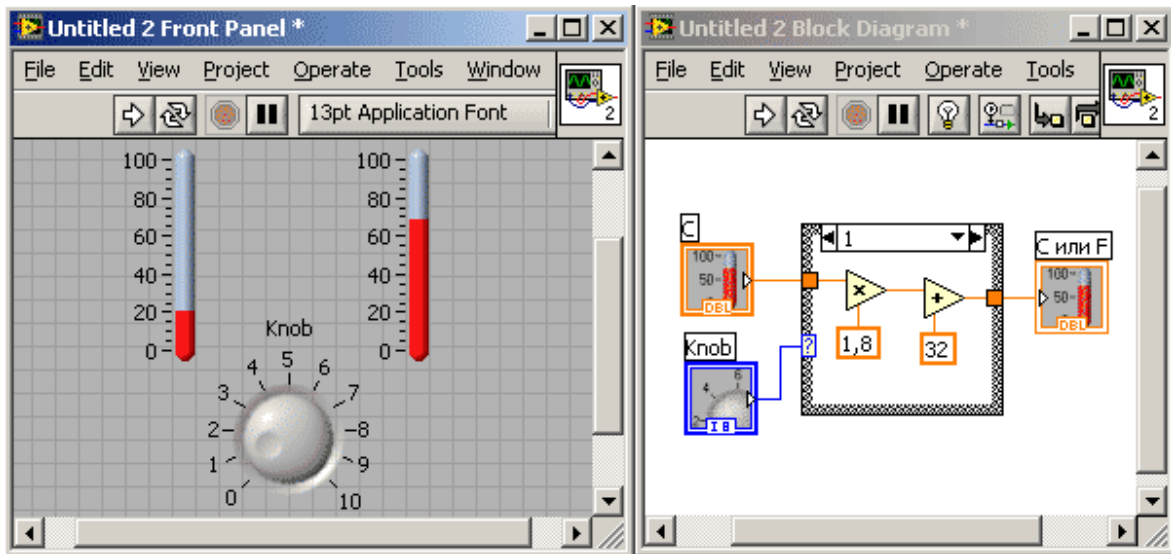 Untitled 2 Front Panel *
File Edit View Project Operate Tools Window
13pt Application Font
2
100
80
60
40
20
0
100
80
60
40
20
0
Knob
0 1 2 3 4 5 6 7 8 9 10
Untitled 2 Block Diagram *
File Edit View Project Operate Tools
2
C
100
50
DBL
Knob
2 4 6
I8
1
×
+
1,8
32
?
С или F
100
50
DBL